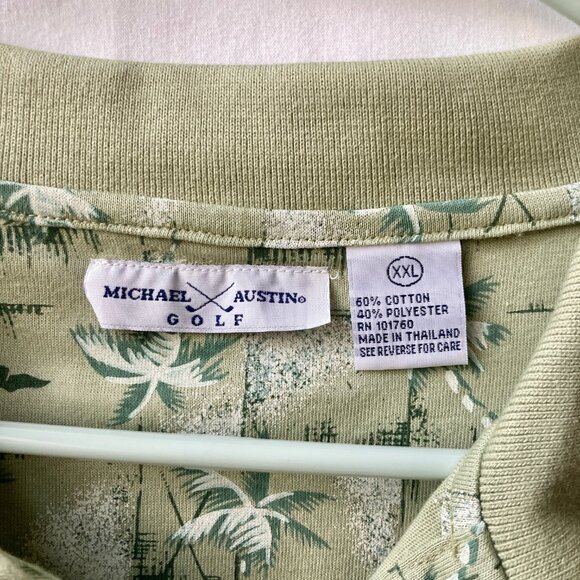 MICHAEL AUSTIN®
GOLF
XXL
60% COTTON
40% POLYESTER
RN 101760
MADE IN THAILAND
SEE REVERSE FOR CARE